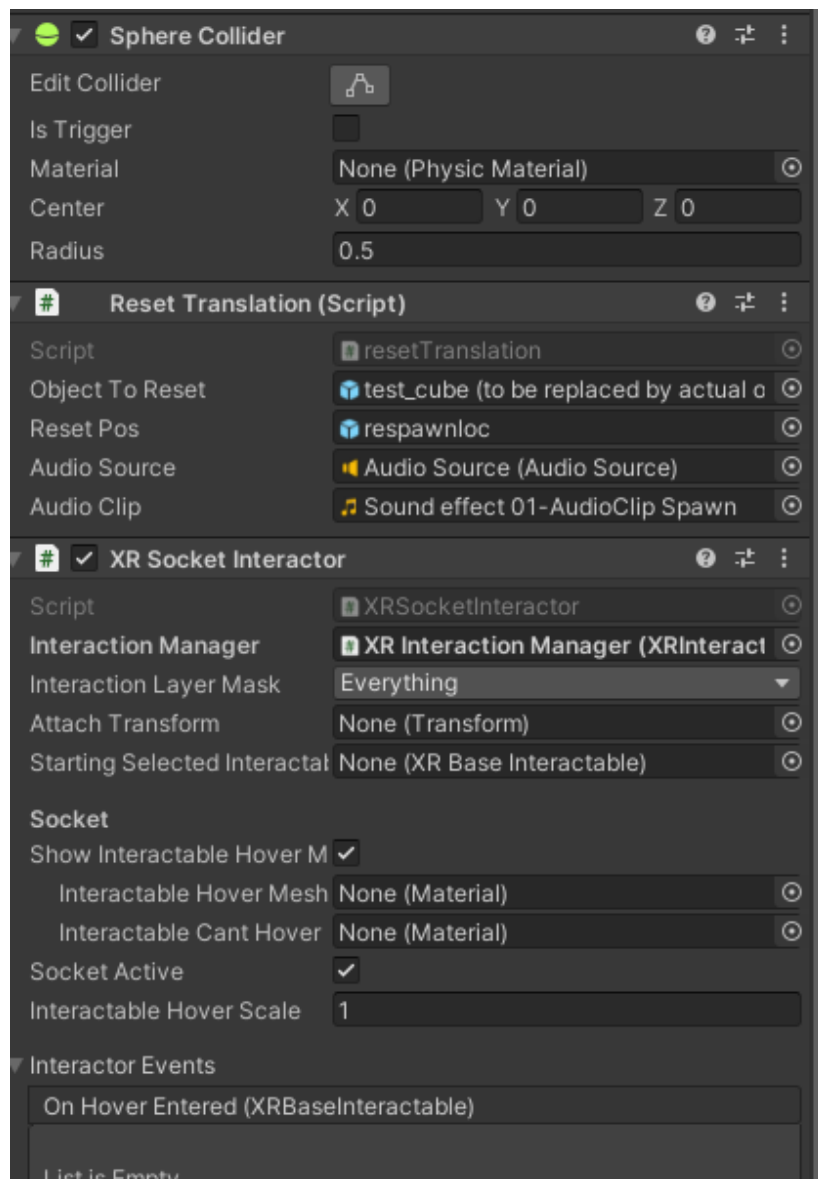 Sphere Collider
Edit Collider
Is Trigger
Material None (Physic Material)
Center X 0 Y 0 Z 0
Radius 0.5
# Reset Translation (Script)
Script # resetTranslation
Object To Reset test_cube (to be replaced by actual o
Reset Pos respawnloc
Audio Source Audio Source (Audio Source)
Audio Clip Sound effect 01-AudioClip Spawn
# XR Socket Interactor
Script # XRSocketInteractor
Interaction Manager # XR Interaction Manager (XRInteract
Interaction Layer Mask Everything
Attach Transform None (Transform)
Starting Selected Interactal None (XR Base Interactable)
Socket
Show Interactable Hover M
Interactable Hover Mesh None (Material)
Interactable Cant Hover None (Material)
Socket Active
Interactable Hover Scale 1
Interactor Events
On Hover Entered (XRBaseInteractable)
List is Empty